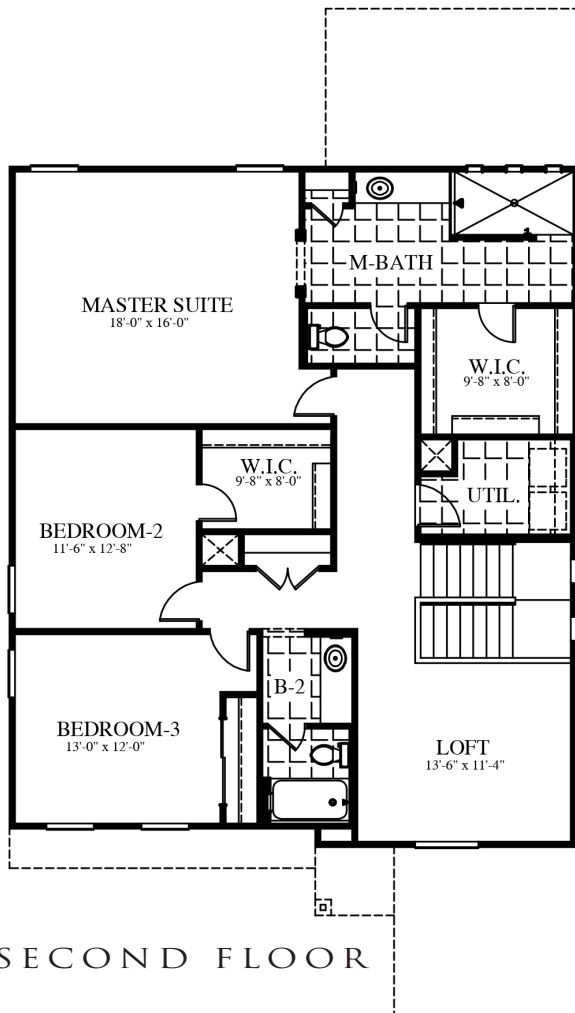 M-BATH
MASTER SUITE
18'-0" x 16'-0"
W.I.C.
9'-8" x 8'-0"
W.I.C.
9'-8" x 8'-0"
UTIL.
BEDROOM-2
11'-6" x 12'-8"
B-2
BEDROOM-3
13'-0" x 12'-0"
LOFT
13'-6" x 11'-4"
SECOND FLOOR